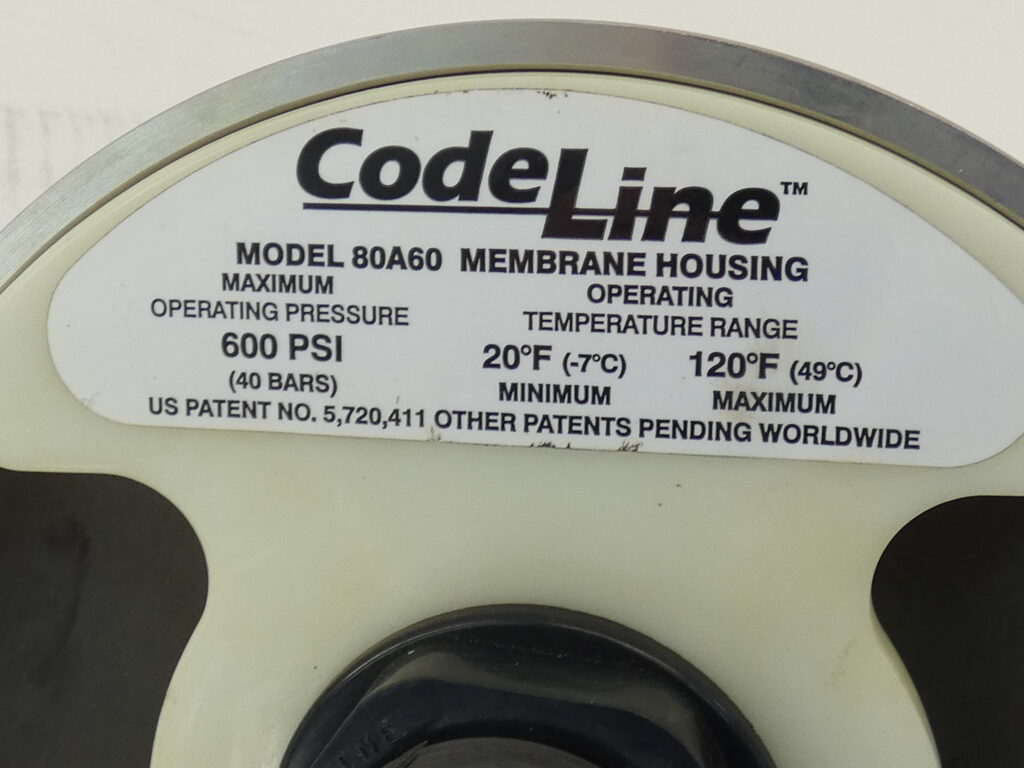 CodeLine™
MODEL 80A60 MEMBRANE HOUSING
MAXIMUM
OPERATING PRESSURE
600 PSI
(40 BARS)
OPERATING
TEMPERATURE RANGE
20°F (-7°C) 120°F (49°C)
MINIMUM MAXIMUM
US PATENT NO. 5,720,411 OTHER PATENTS PENDING WORLDWIDE